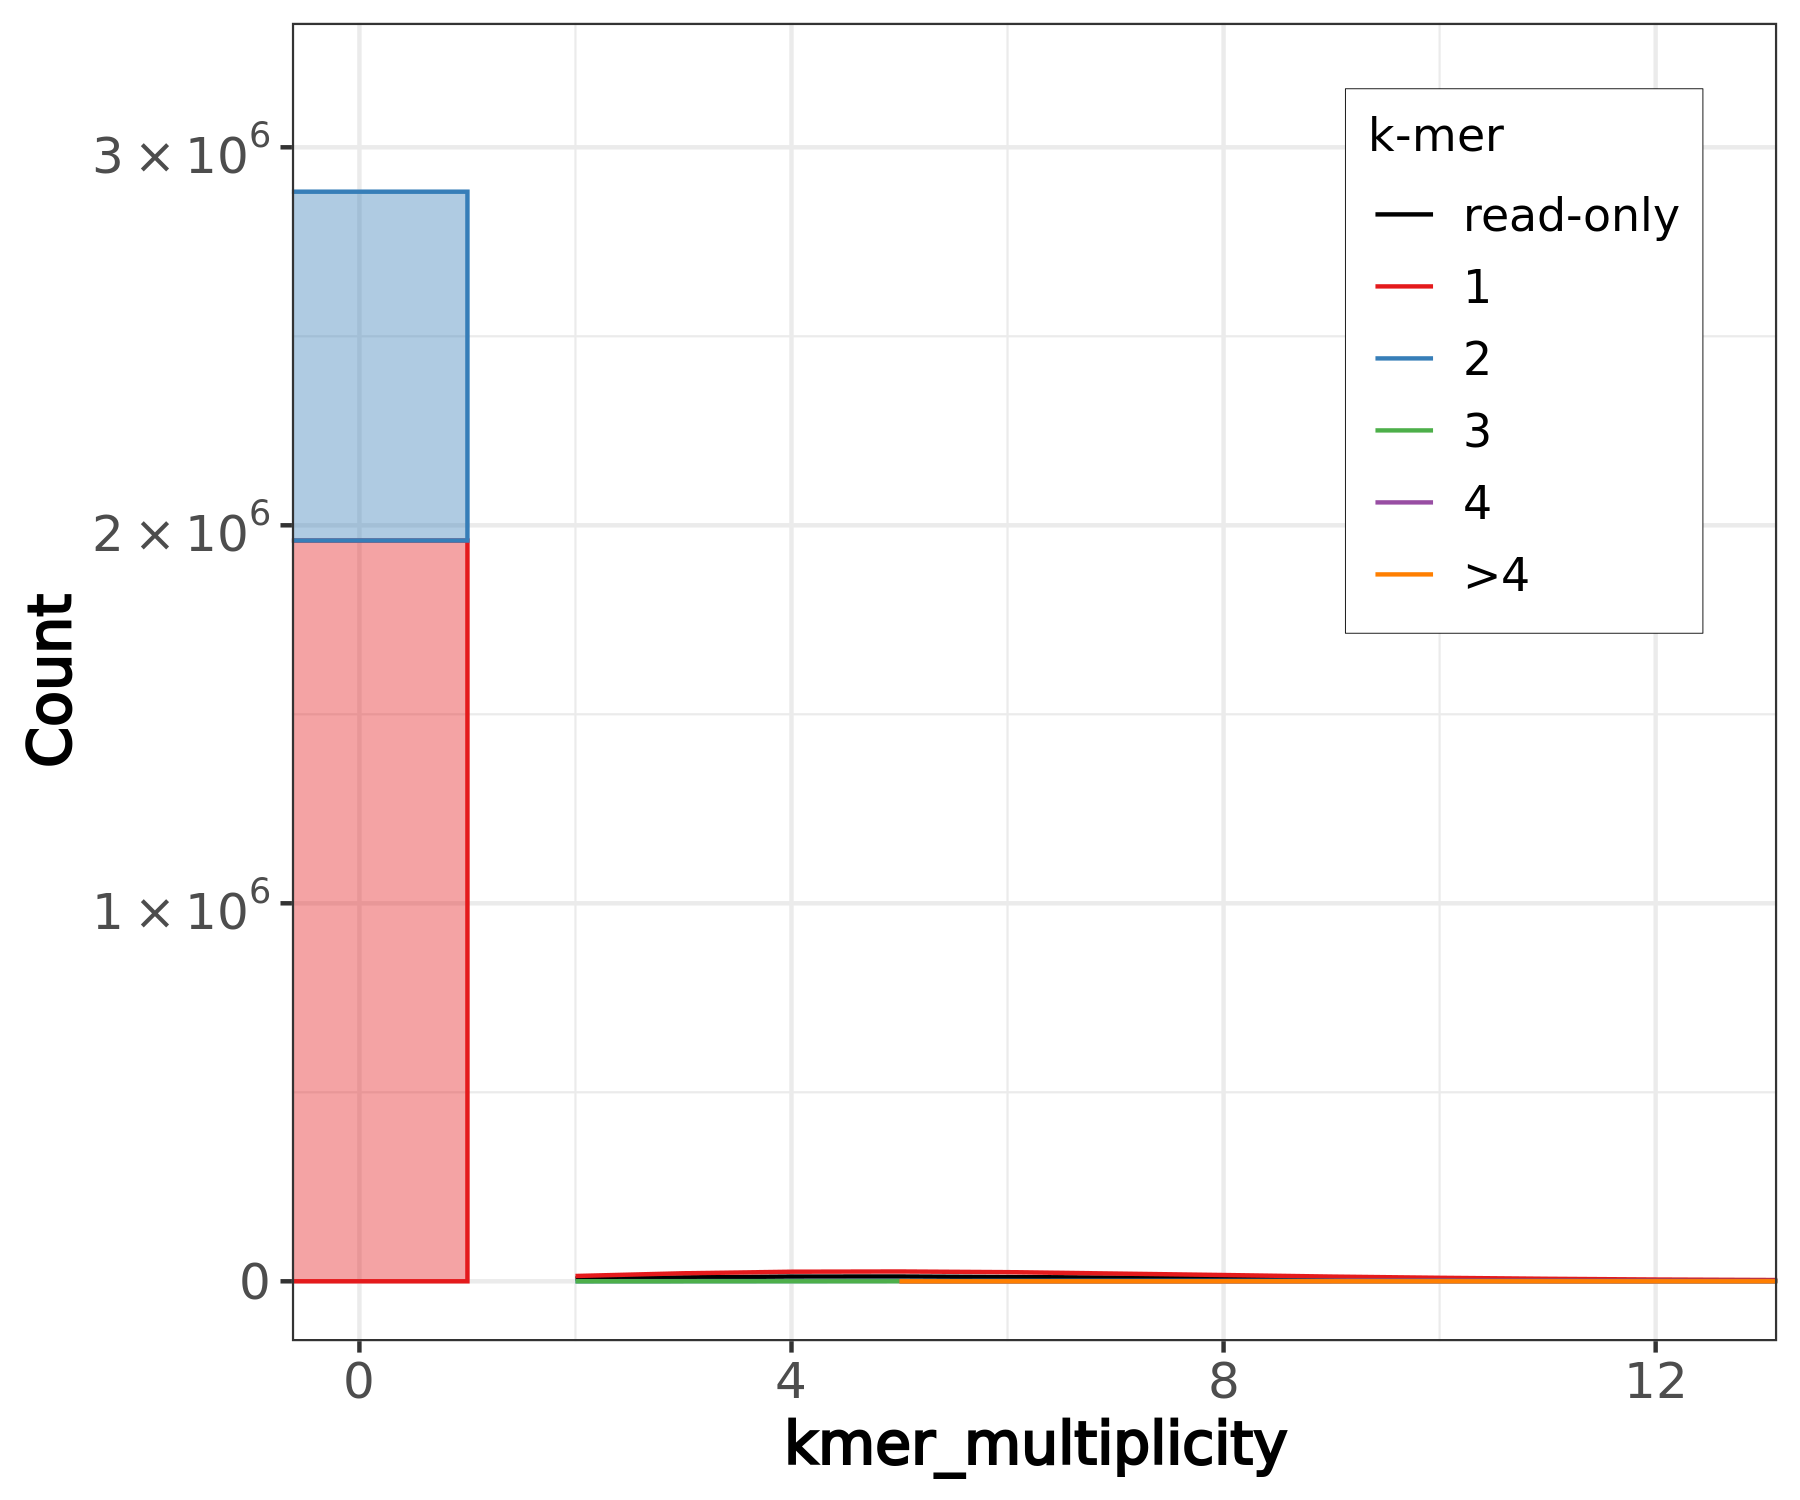 3 × 10⁶
2 × 10⁶
1 × 10⁶
0
Count
0 4 8 12
kmer_multiplicity
k-mer
read-only
1
2
3
4
>4